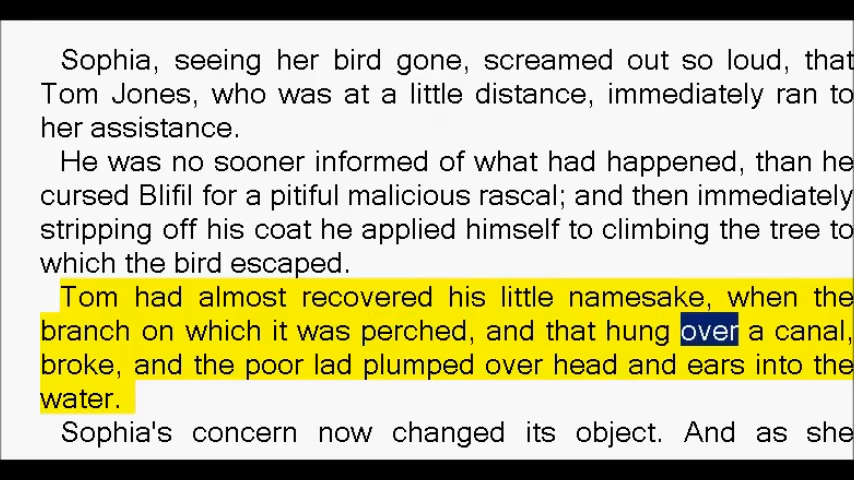 Sophia, seeing her bird gone, screamed out so loud, that
Tom Jones, who was at a little distance, immediately ran to
her assistance.
He was no sooner informed of what had happened, than he
cursed Blifil for a pitiful malicious rascal; and then immediately
stripping off his coat he applied himself to climbing the tree to
which the bird escaped.
Tom had almost recovered his little namesake, when the
branch on which it was perched, and that hung over a canal,
broke, and the poor lad plumped over head and ears into the
water.
Sophia's concern now changed its object. And as she